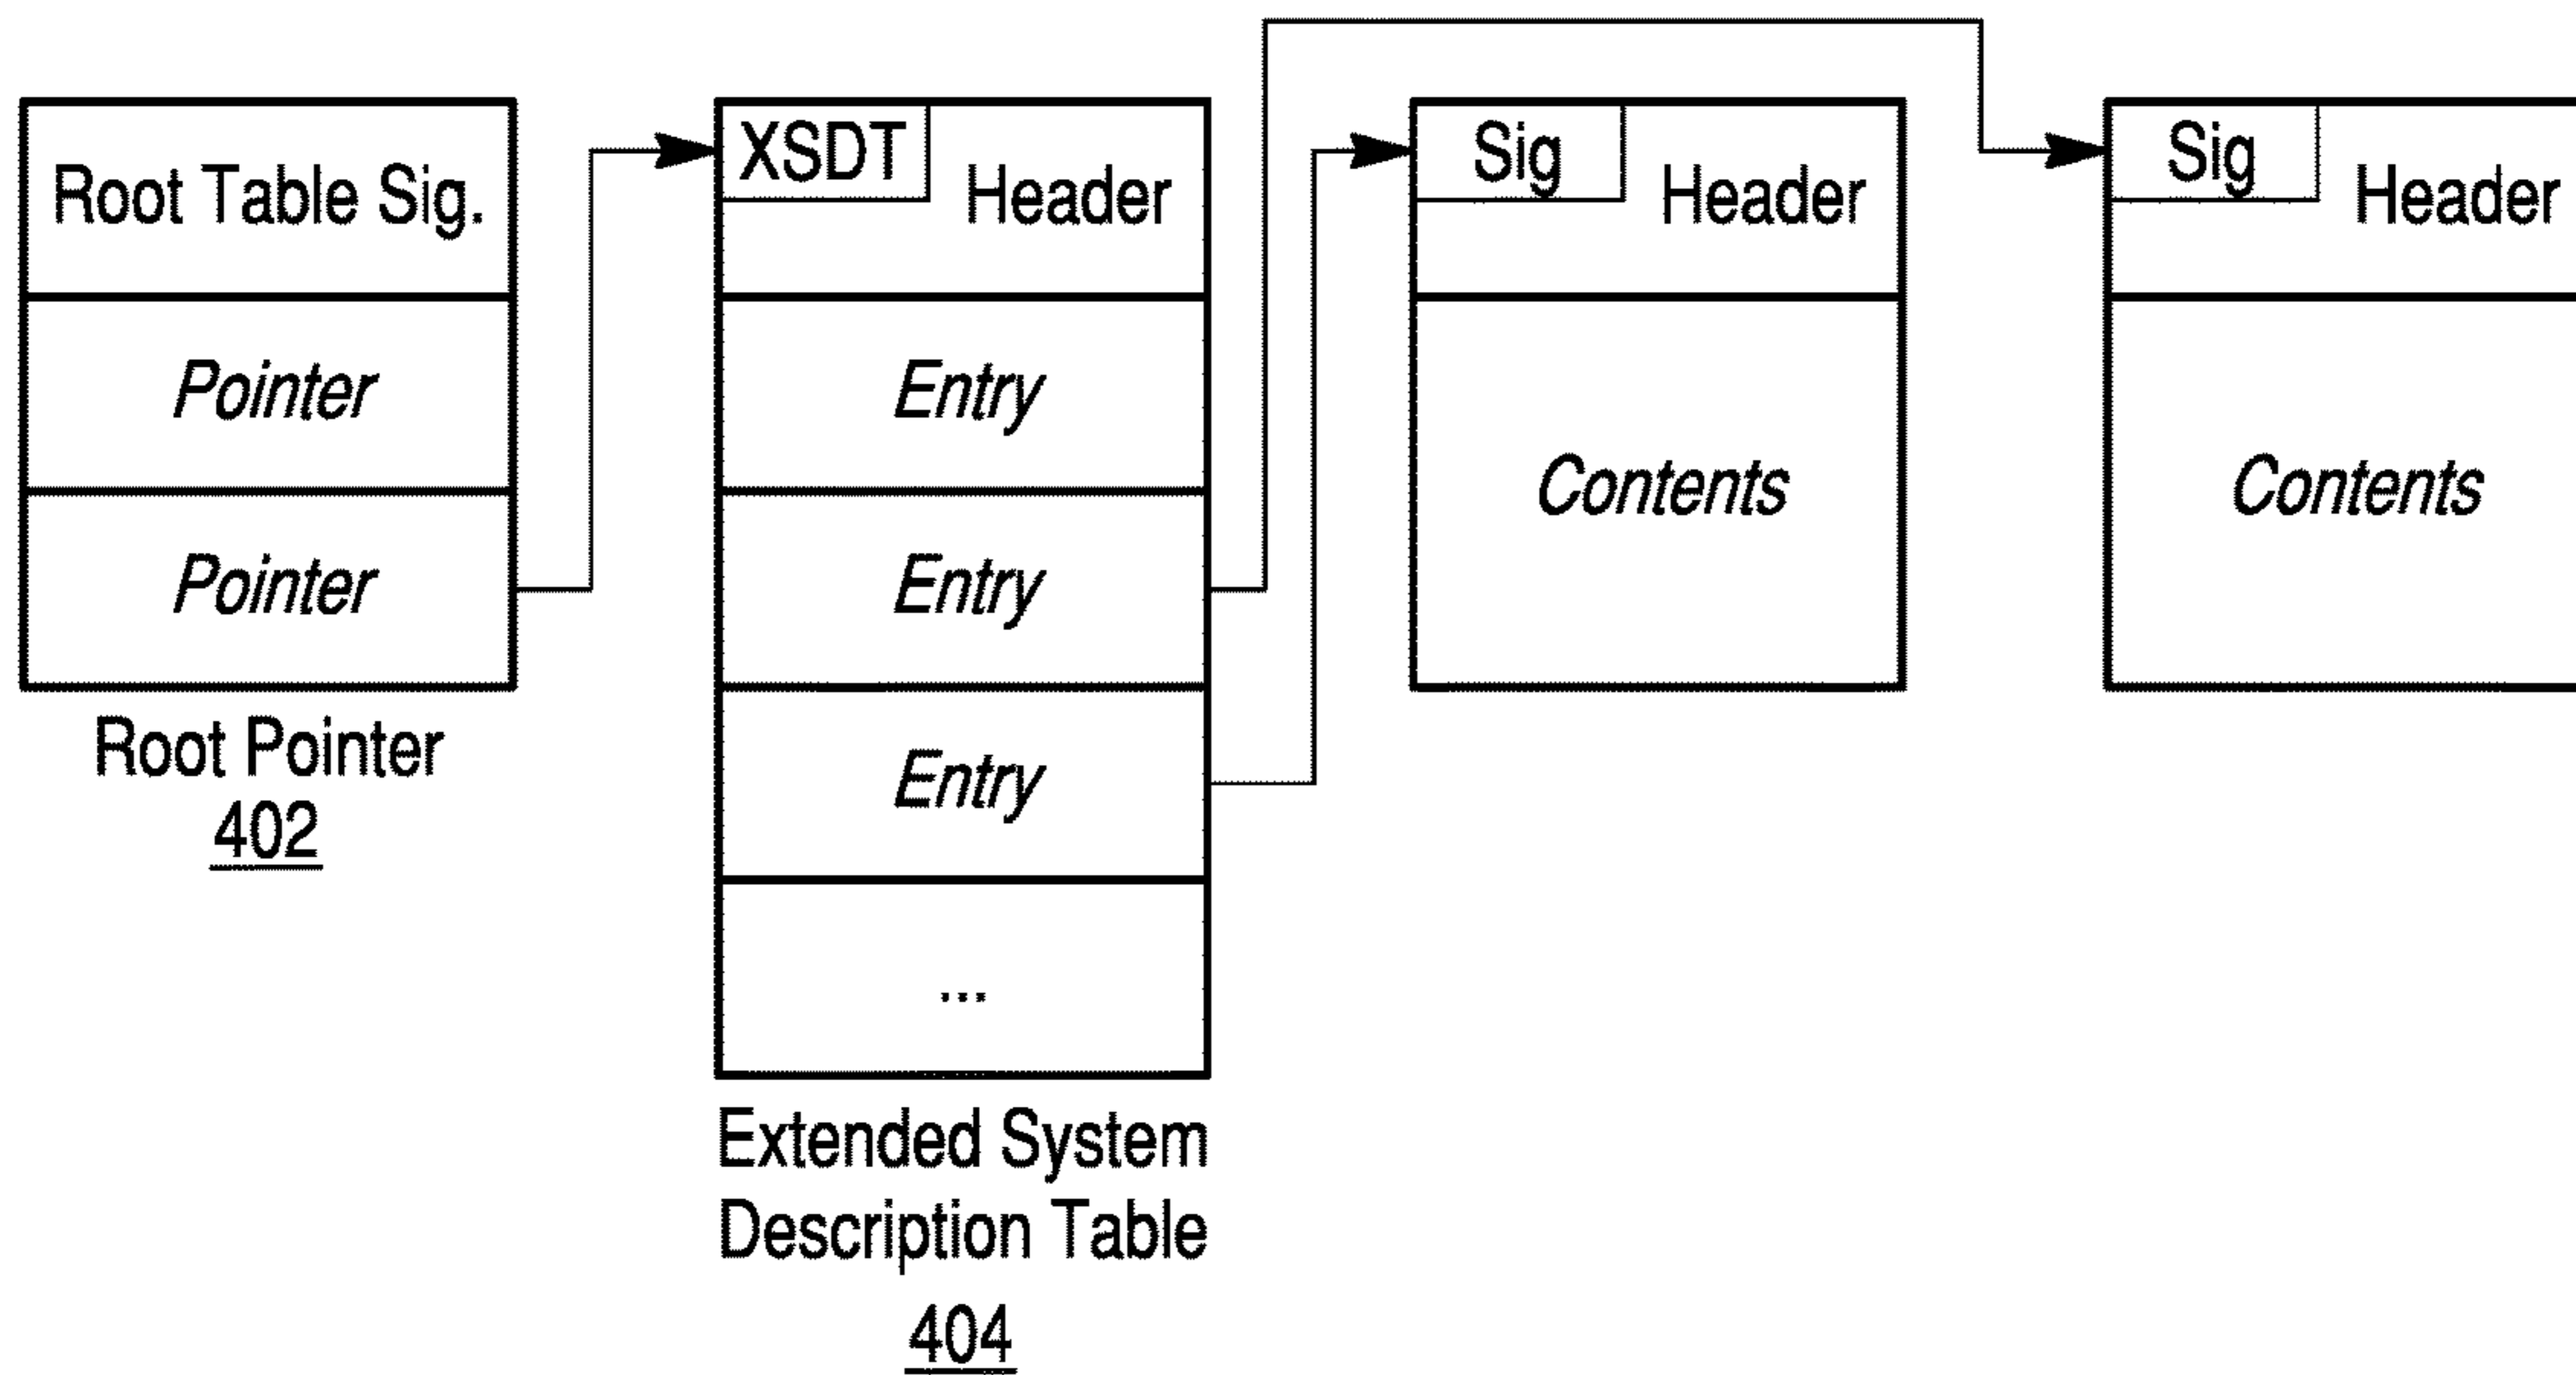 Root Table Sig.
Pointer
Pointer
Root Pointer
402
XSDT
Header
Entry
Entry
Entry
...
Extended System
Description Table
404
Sig
Header
Contents
Sig
Header
Contents